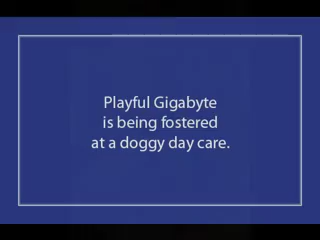 Playful Gigabyte
is being fostered
at a doggy day care.